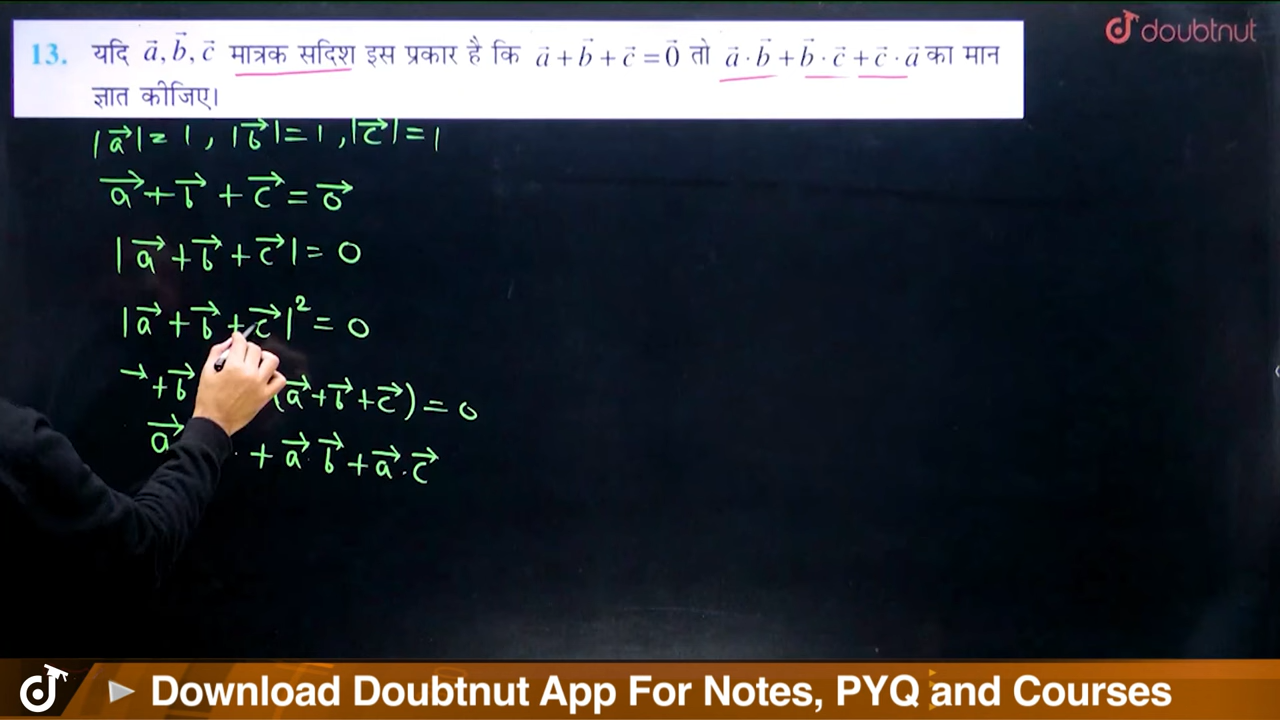 doubtnut
13. यदि a⃗, b⃗, c⃗ मात्रक सदिश इस प्रकार है कि a⃗ + b⃗ + c⃗ = 0⃗ तो a⃗ · b⃗ + b⃗ · c⃗ + c⃗ · a⃗ का मान
ज्ञात कीजिए।
|a⃗| = 1, |b⃗| = 1, |c⃗| = 1
a⃗ + b⃗ + c⃗ = 0⃗
|a⃗ + b⃗ + c⃗| = 0
|a⃗ + b⃗ + c⃗|² = 0
+ b⃗ (a⃗ + b⃗ + c⃗) = 0
a⃗ · + a⃗ · b⃗ + a⃗ · c⃗
Download Doubtnut App For Notes, PYQ and Courses